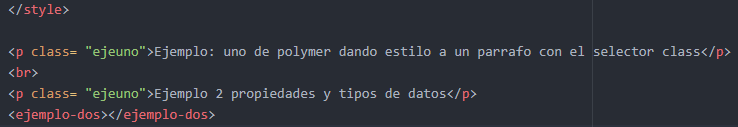 </style>
<p class= "ejeuno">Ejemplo: uno de polymer dando estilo a un parrafo con el selector class</p>
<br>
<p class= "ejeuno">Ejemplo 2 propiedades y tipos de datos</p>
<ejemplo-dos></ejemplo-dos>